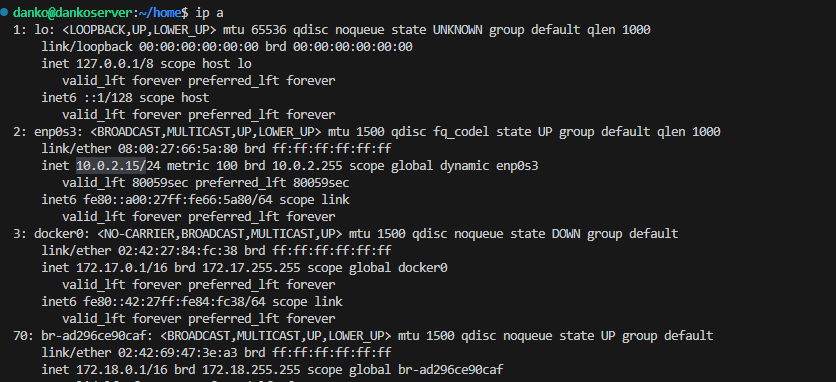 danko@dankoserver:~/home$ ip a
1: lo: <LOOPBACK,UP,LOWER_UP> mtu 65536 qdisc noqueue state UNKNOWN group default qlen 1000
link/loopback 00:00:00:00:00:00 brd 00:00:00:00:00:00
inet 127.0.0.1/8 scope host lo
valid_lft forever preferred_lft forever
inet6 ::1/128 scope host
valid_lft forever preferred_lft forever
2: enp0s3: <BROADCAST,MULTICAST,UP,LOWER_UP> mtu 1500 qdisc fq_codel state UP group default qlen 1000
link/ether 08:00:27:66:5a:80 brd ff:ff:ff:ff:ff:ff
inet 10.0.2.15/24 metric 100 brd 10.0.2.255 scope global dynamic enp0s3
valid_lft 80059sec preferred_lft 80059sec
inet6 fe80::a00:27ff:fe66:5a80/64 scope link
valid_lft forever preferred_lft forever
3: docker0: <NO-CARRIER,BROADCAST,MULTICAST,UP> mtu 1500 qdisc noqueue state DOWN group default
link/ether 02:42:27:84:fc:38 brd ff:ff:ff:ff:ff:ff
inet 172.17.0.1/16 brd 172.17.255.255 scope global docker0
valid_lft forever preferred_lft forever
inet6 fe80::42:27ff:fe84:fc38/64 scope link
valid_lft forever preferred_lft forever
70: br-ad296ce90caf: <BROADCAST,MULTICAST,UP,LOWER_UP> mtu 1500 qdisc noqueue state UP group default
link/ether 02:42:69:47:3e:a3 brd ff:ff:ff:ff:ff:ff
inet 172.18.0.1/16 brd 172.18.255.255 scope global br-ad296ce90caf